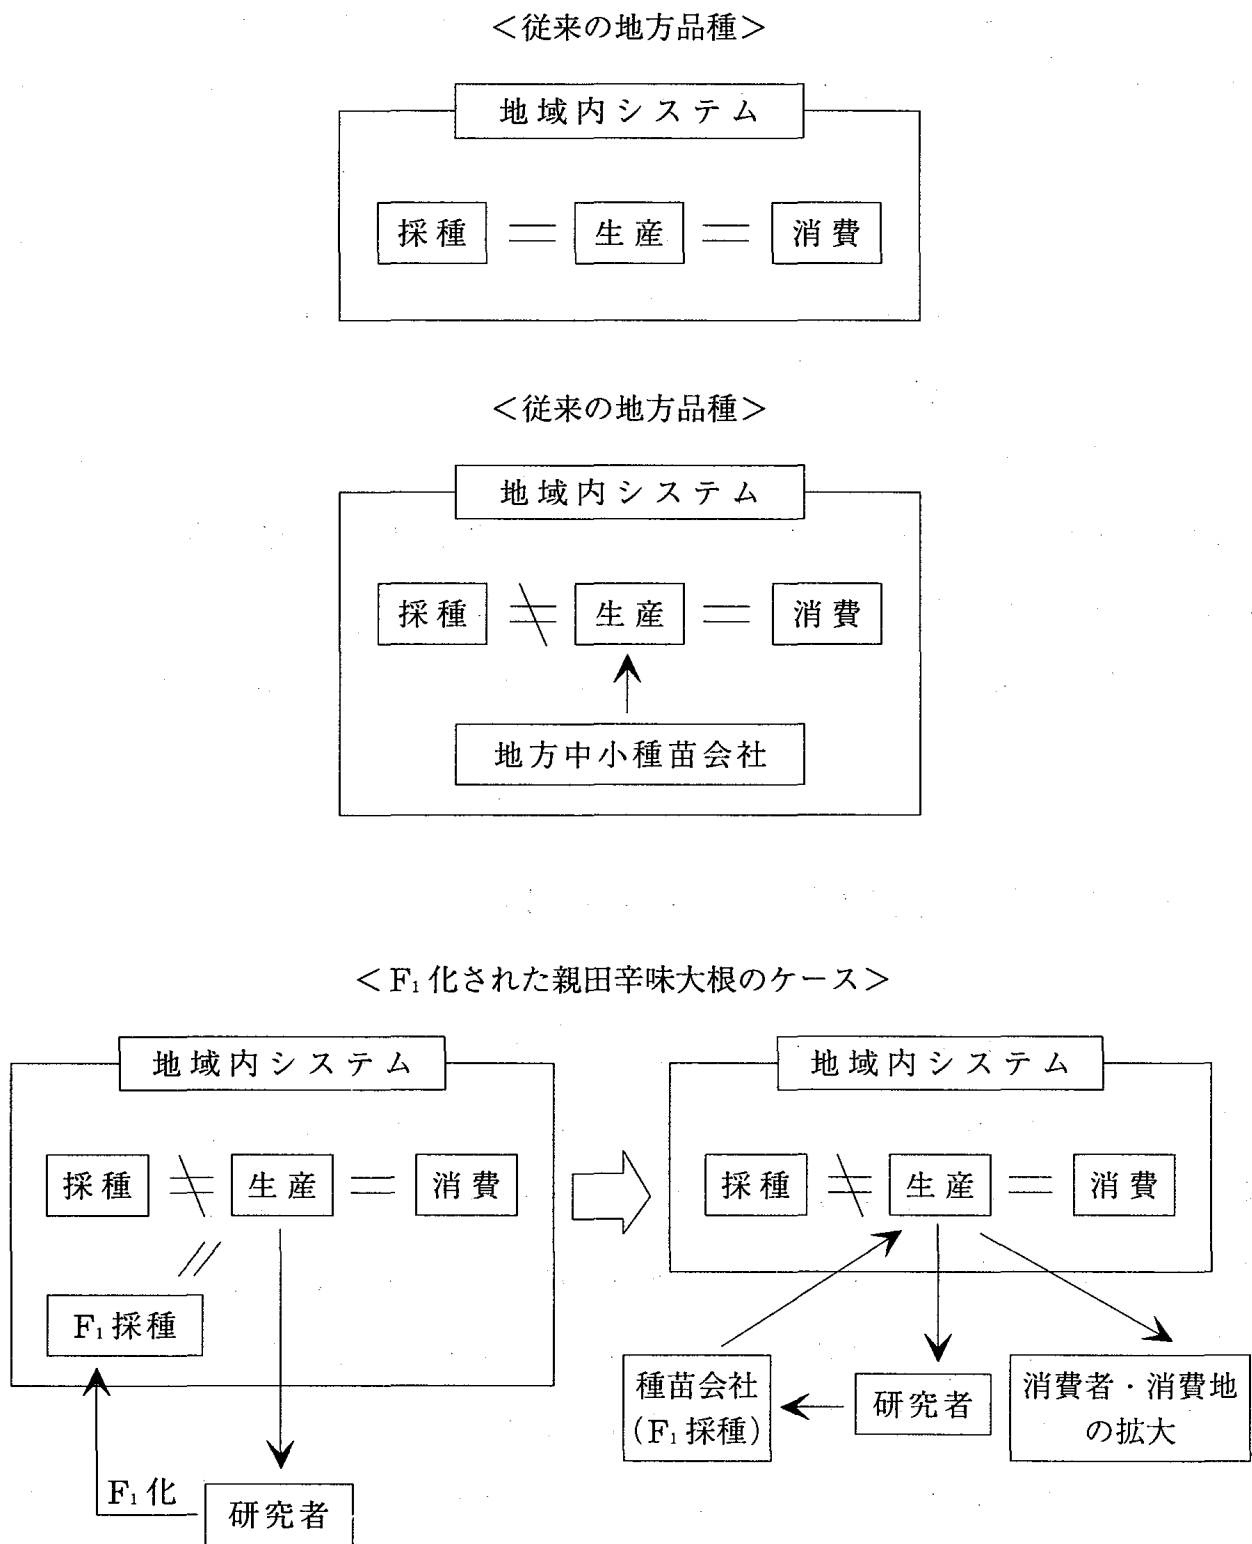 <従来の地方品種>
地域内システム
採種 = 生産 = 消費
<従来の地方品種>
地域内システム
採種 ≠ 生産 = 消費
地方中小種苗会社
<F₁化された親田辛味大根のケース>
地域内システム
採種 ≠ 生産 = 消費
//
F₁採種
F₁化
研究者
地域内システム
採種 ≠ 生産 = 消費
種苗会社
(F₁採種)
研究者
消費者・消費地
の拡大